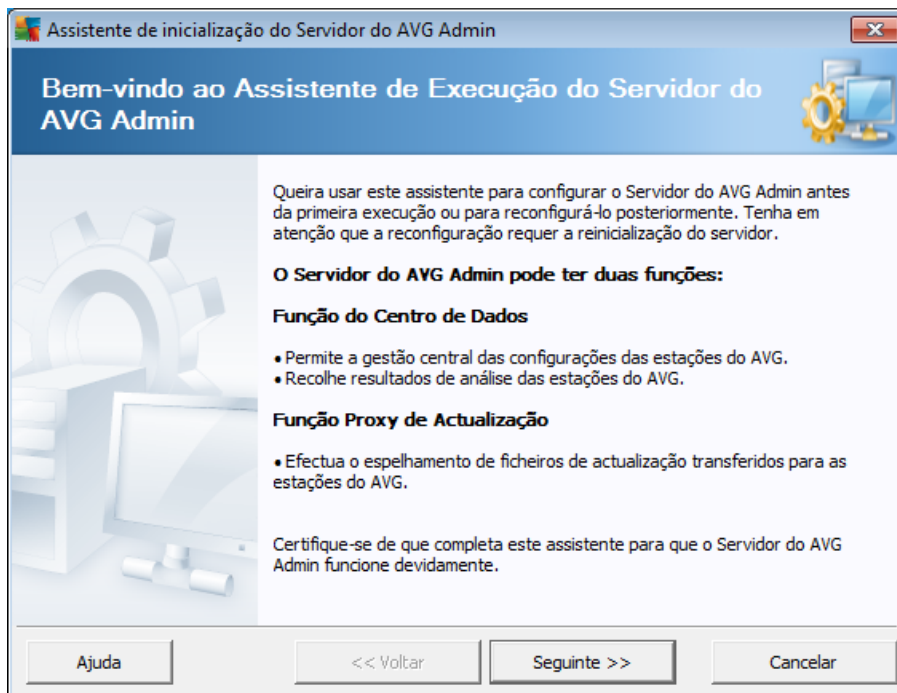 Assistente de inicialização do Servidor do AVG Admin
Bem-vindo ao Assistente de Execução do Servidor do
AVG Admin
Queira usar este assistente para configurar o Servidor do AVG Admin antes
da primeira execução ou para reconfigurá-lo posteriormente. Tenha em
atenção que a reconfiguração requer a reinicialização do servidor.
O Servidor do AVG Admin pode ter duas funções:
Função do Centro de Dados
• Permite a gestão central das configurações das estações do AVG.
• Recolhe resultados de análise das estações do AVG.
Função Proxy de Actualização
• Efectua o espelhamento de ficheiros de actualização transferidos para as
estações do AVG.
Certifique-se de que completa este assistente para que o Servidor do AVG
Admin funcione devidamente.
Ajuda
<< Voltar
Seguinte >>
Cancelar